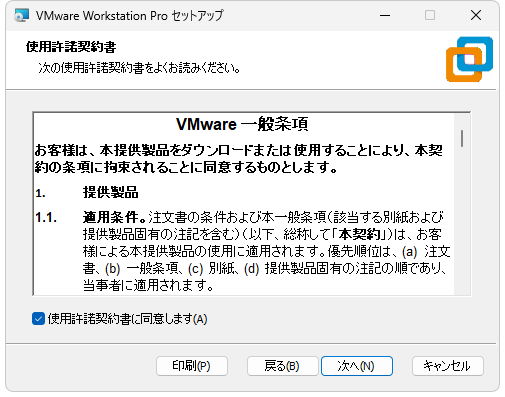 VMware Workstation Pro セットアップ
使用許諾契約書
次の使用許諾契約書をよくお読みください。
VMware 一般条項
お客様は、本提供製品をダウンロードまたは使用することにより、本契
約の条項に拘束されることに同意するものとします。
1. 提供製品
1.1. 適用条件。注文書の条件および本一般条項(該当する別紙および
提供製品固有の注記を含む)(以下、総称して「本契約」)は、お客
様による本提供製品の使用に適用されます。優先順位は、(a) 注文
書、(b) 一般条項、(c) 別紙、(d) 提供製品固有の注記の順であり、
当事者に適用されます。
使用許諾契約書に同意します(A)
印刷(P) 戻る(B) 次へ(N) キャンセル